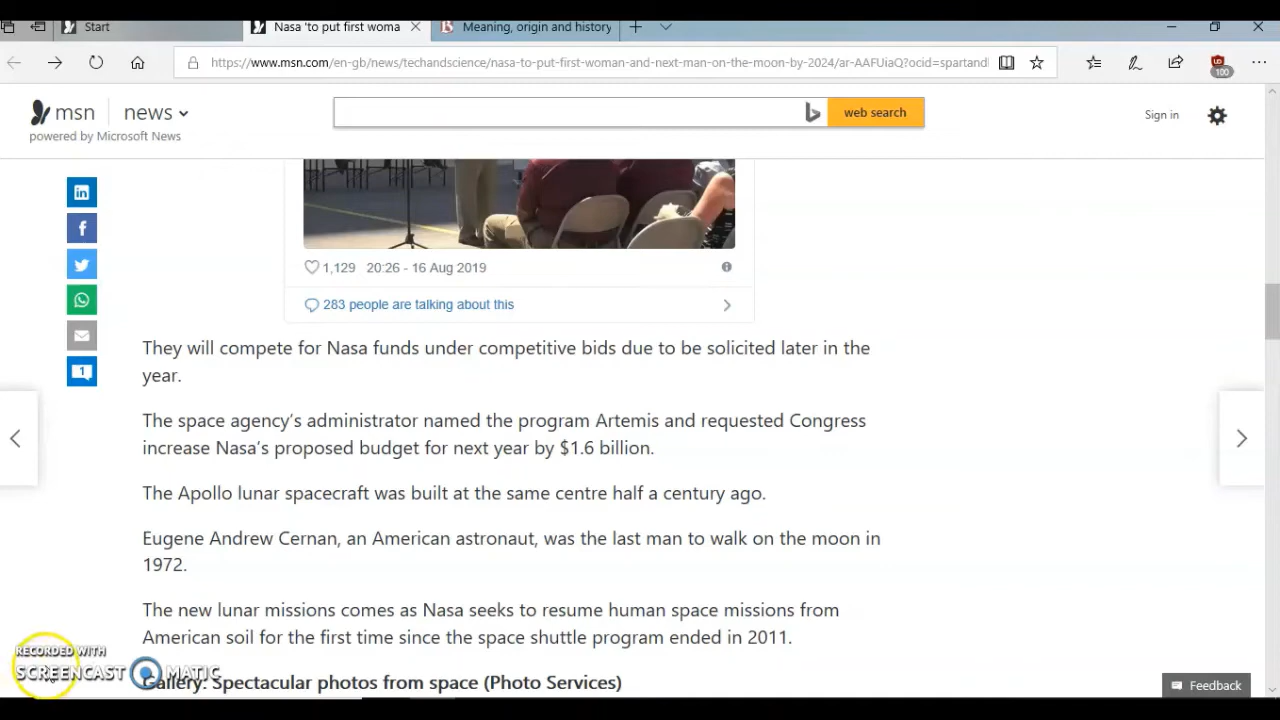 Start
Nasa 'to put first woma
Meaning, origin and history
https://www.msn.com/en-gb/news/techandscience/nasa-to-put-first-woman-and-next-man-on-the-moon-by-2024/ar-AAFUiaQ?ocid=spartandl
UD
100
msn
news
web search
Sign in
powered by Microsoft News
in
f
1,129 20:26 - 16 Aug 2019
283 people are talking about this
They will compete for Nasa funds under competitive bids due to be solicited later in the
year.
1
The space agency's administrator named the program Artemis and requested Congress
increase Nasa's proposed budget for next year by $1.6 billion.
The Apollo lunar spacecraft was built at the same centre half a century ago.
Eugene Andrew Cernan, an American astronaut, was the last man to walk on the moon in
1972.
The new lunar missions comes as Nasa seeks to resume human space missions from
American soil for the first time since the space shuttle program ended in 2011.
RECORDED WITH
SCREENCAST MATIC
Gallery: Spectacular photos from space (Photo Services)
Feedback